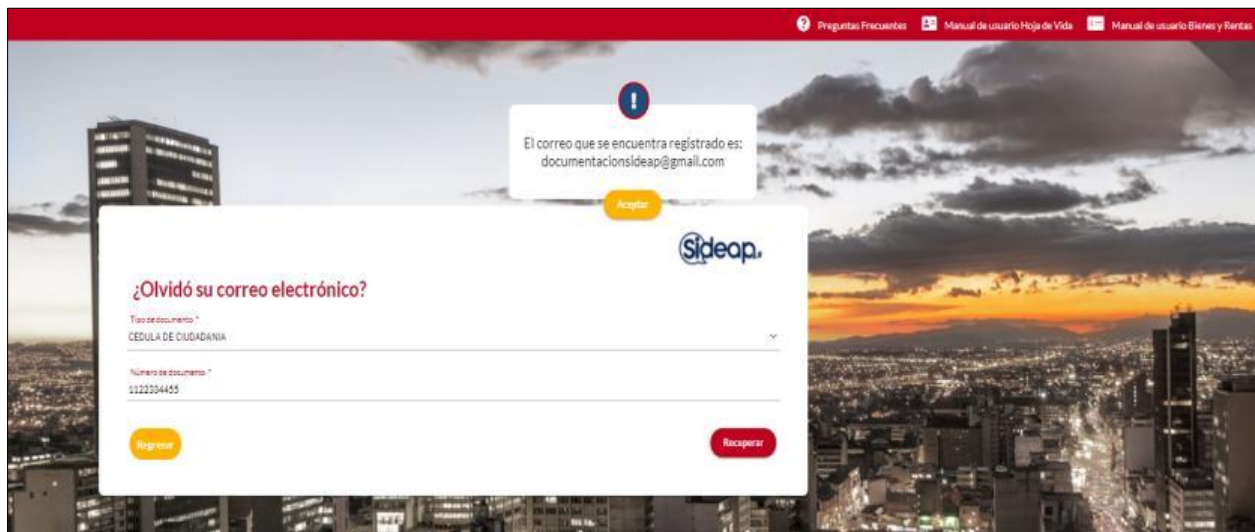 Preguntas Frecuentes Manual de usuario Hoja de Vida Manual de usuario Bienes y Rentas
!
El correo que se encuentra registrado es:
documentacionsideap@gmail.com
Aceptar
Sideap
¿Olvidó su correo electrónico?
Tipo de documento *
CEDULA DE CIUDADANIA
Número de documento *
1122334455
Regresar
Recuperar